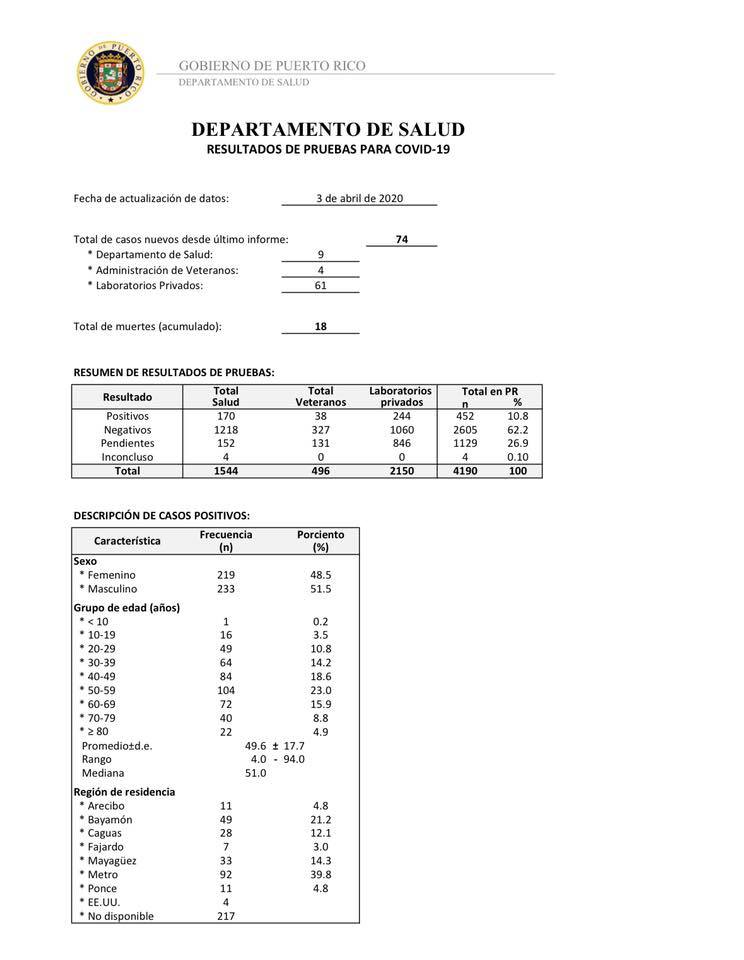 GOBIERNO DE PUERTO RICO
GOBIERNO DE PUERTO RICO
DEPARTAMENTO DE SALUD
DEPARTAMENTO DE SALUD
RESULTADOS DE PRUEBAS PARA COVID-19
Fecha de actualización de datos: 3 de abril de 2020
Total de casos nuevos desde último informe: 74
* Departamento de Salud: 9
* Administración de Veteranos: 4
* Laboratorios Privados: 61
Total de muertes (acumulado): 18
RESUMEN DE RESULTADOS DE PRUEBAS:
Resultado Total Salud Total Veteranos Laboratorios privados Total en PR n %
Positivos 170 38 244 452 10.8
Negativos 1218 327 1060 2605 62.2
Pendientes 152 131 846 1129 26.9
Inconcluso 4 0 0 4 0.10
Total 1544 496 2150 4190 100
DESCRIPCIÓN DE CASOS POSITIVOS:
Característica Frecuencia (n) Porciento (%)
Sexo
* Femenino 219 48.5
* Masculino 233 51.5
Grupo de edad (años)
* < 10 1 0.2
* 10-19 16 3.5
* 20-29 49 10.8
* 30-39 64 14.2
* 40-49 84 18.6
* 50-59 104 23.0
* 60-69 72 15.9
* 70-79 40 8.8
* ≥ 80 22 4.9
Promedio±d.e. 49.6 ± 17.7
Rango 4.0 - 94.0
Mediana 51.0
Región de residencia
* Arecibo 11 4.8
* Bayamón 49 21.2
* Caguas 28 12.1
* Fajardo 7 3.0
* Mayagüez 33 14.3
* Metro 92 39.8
* Ponce 11 4.8
* EE.UU. 4
* No disponible 217